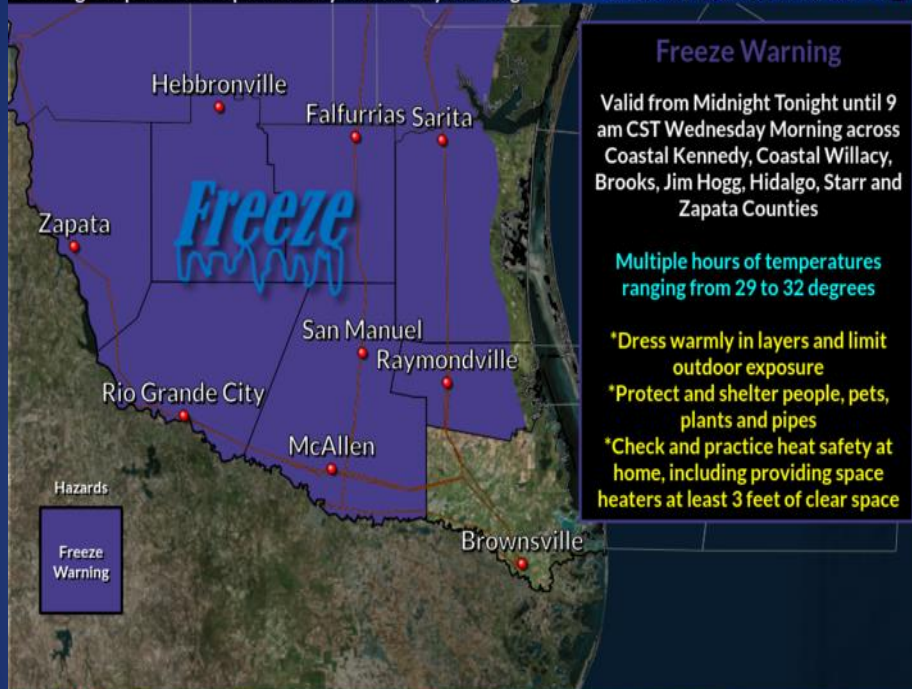 Hebbronville
Falfurrias Sarita
Zapata
Freeze
San Manuel
Raymondville
Rio Grande City
McAllen
Brownsville
Hazards
Freeze
Warning
Freeze Warning
Valid from Midnight Tonight until 9
am CST Wednesday Morning across
Coastal Kennedy, Coastal Willacy,
Brooks, Jim Hogg, Hidalgo, Starr and
Zapata Counties
Multiple hours of temperatures
ranging from 29 to 32 degrees
*Dress warmly in layers and limit
outdoor exposure
*Protect and shelter people, pets,
plants and pipes
*Check and practice heat safety at
home, including providing space
heaters at least 3 feet of clear space